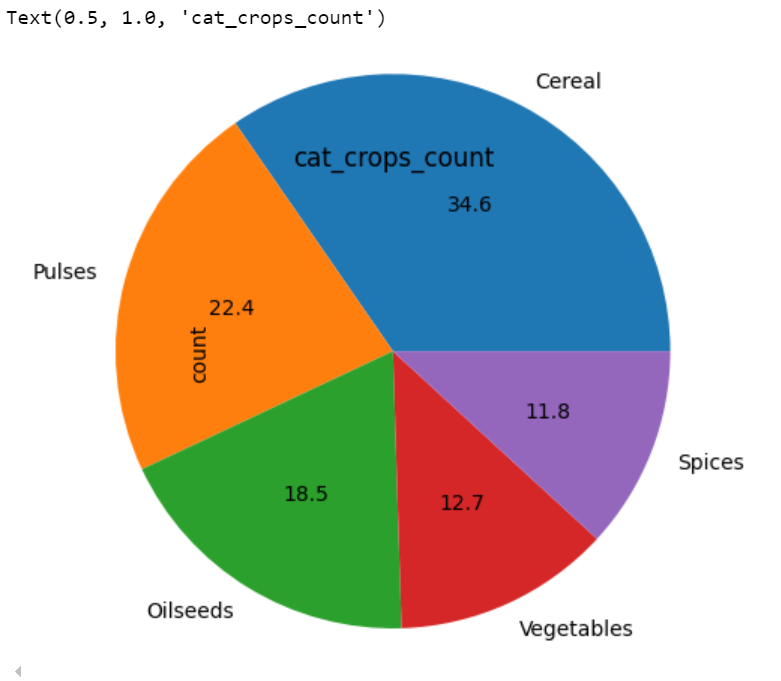 Text(0.5, 1.0, 'cat_crops_count')
Cereal
cat_crops_count
34.6
Pulses
22.4
count
11.8
Spices
18.5
12.7
Oilseeds
Vegetables